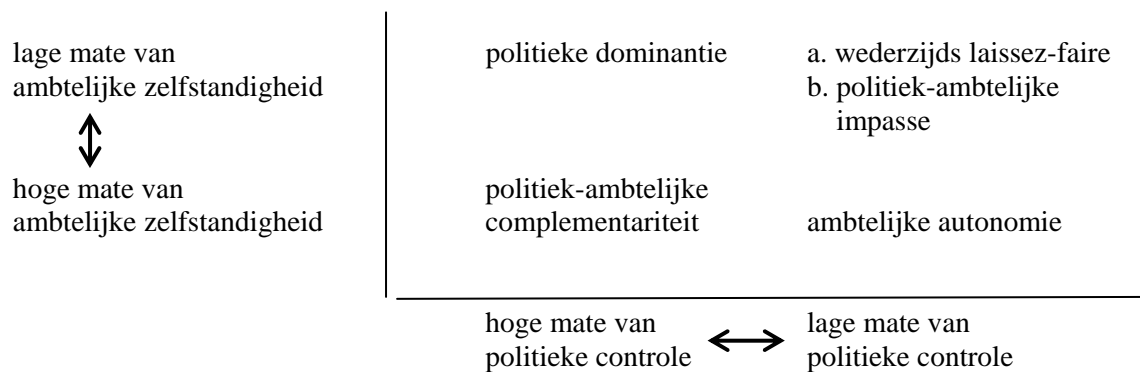 lage mate van politieke dominantie a. wederzijds laissez-faire
ambtelijke zelfstandigheid b. politiek-ambtelijke
impasse
hoge mate van politiek-ambtelijke
ambtelijke zelfstandigheid complementariteit ambtelijke autonomie
hoge mate van lage mate van
politieke controle politieke controle